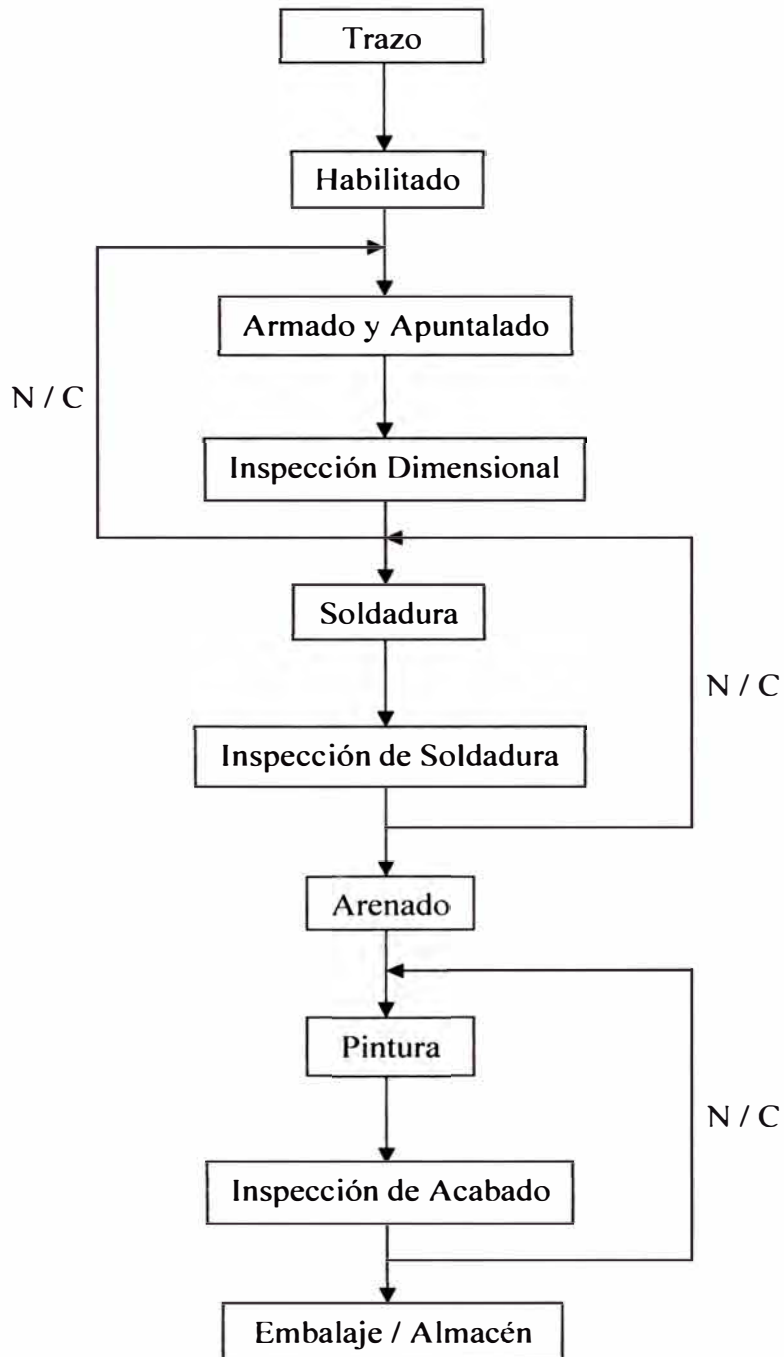 Trazo
Habilitado
Armado y Apuntalado
N / C
Inspección Dimensional
Soldadura
N / C
Inspección de Soldadura
Arenado
Pintura
N / C
Inspección de Acabado
Embalaje / Almacén